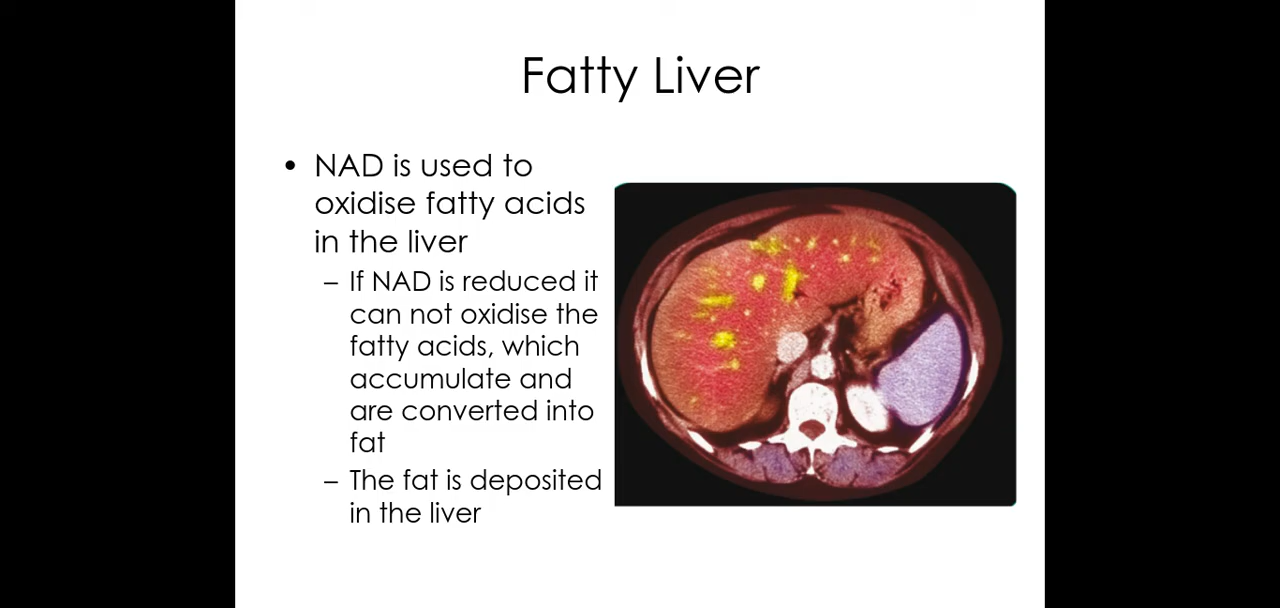 Fatty Liver
• NAD is used to
oxidise fatty acids
in the liver
– If NAD is reduced it
can not oxidise the
fatty acids, which
accumulate and
are converted into
fat
– The fat is deposited
in the liver